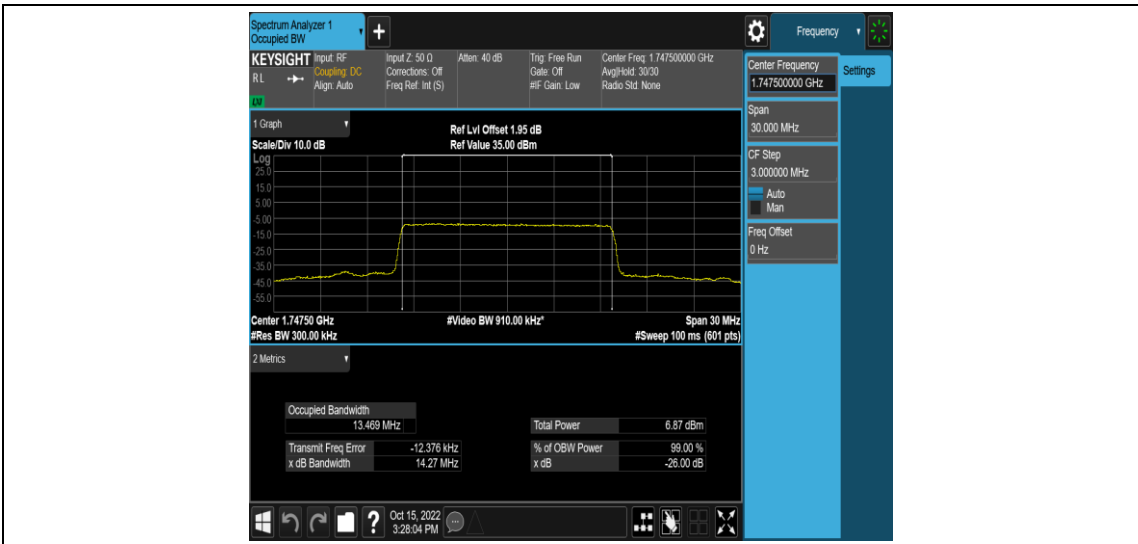 Spectrum Analyzer 1
Occupied BW
+
Frequency
KEYSIGHT
RL
LXI
Input: RF
Coupling: DC
Align: Auto
Input Z: 50 Ω
Corrections: Off
Freq Ref: Int (S)
Atten: 40 dB
Trig: Free Run
Gate: Off
#IF Gain: Low
Center Freq: 1.747500000 GHz
Avg|Hold: 30/30
Radio Std: None
Center Frequency
1.747500000 GHz
Settings
Span
30.000 MHz
CF Step
3.000000 MHz
Auto
Man
Freq Offset
0 Hz
1 Graph
Scale/Div 10.0 dB
Ref Lvl Offset 1.95 dB
Ref Value 35.00 dBm
Log
25.0
15.0
5.00
-5.00
-15.0
-25.0
-35.0
-45.0
-55.0
Center 1.74750 GHz
#Video BW 910.00 kHz*
Span 30 MHz
#Res BW 300.00 kHz
#Sweep 100 ms (601 pts)
2 Metrics
Occupied Bandwidth
13.469 MHz
Total Power 6.87 dBm
Transmit Freq Error -12.376 kHz
% of OBW Power 99.00 %
x dB Bandwidth 14.27 MHz
x dB -26.00 dB
?
Oct 15, 2022
3:28:04 PM